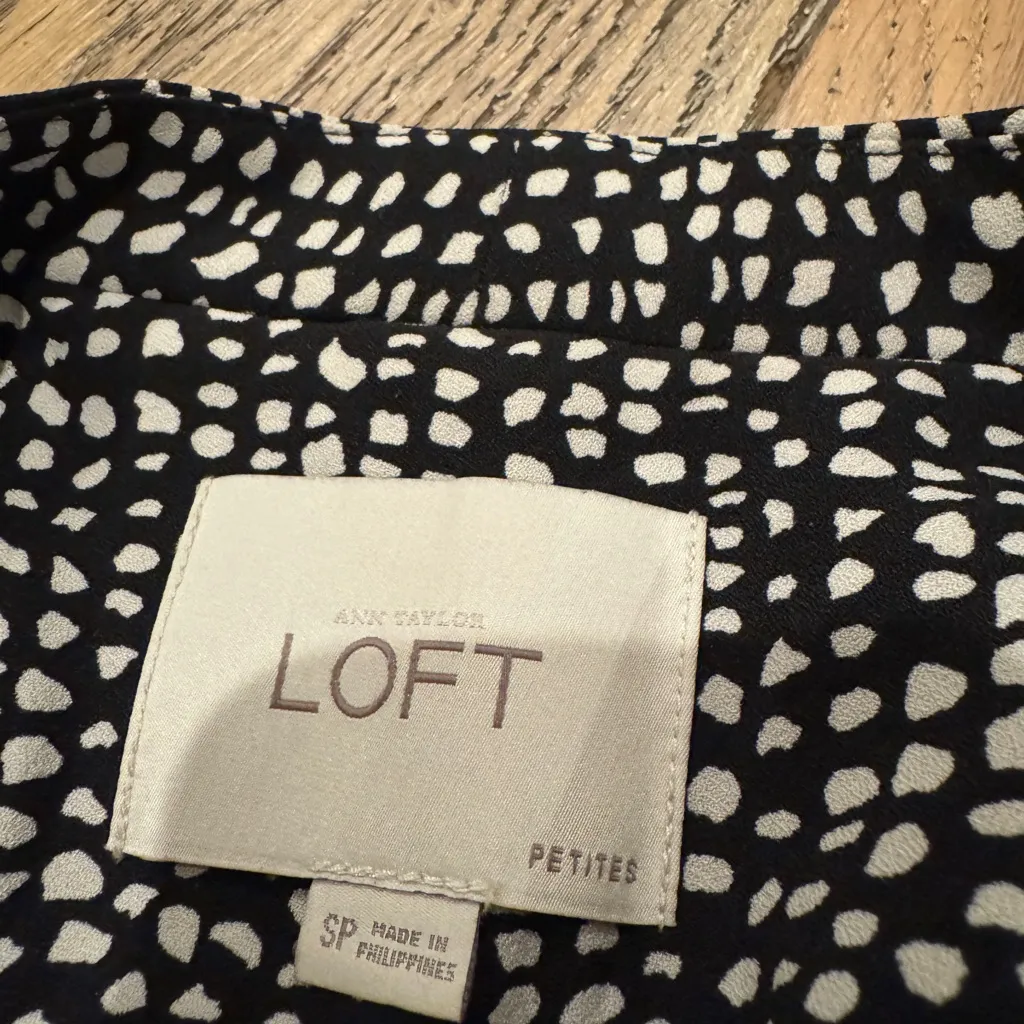 ANN TAYLOR
LOFT
PETITES
SP MADE IN
PHILIPPINES